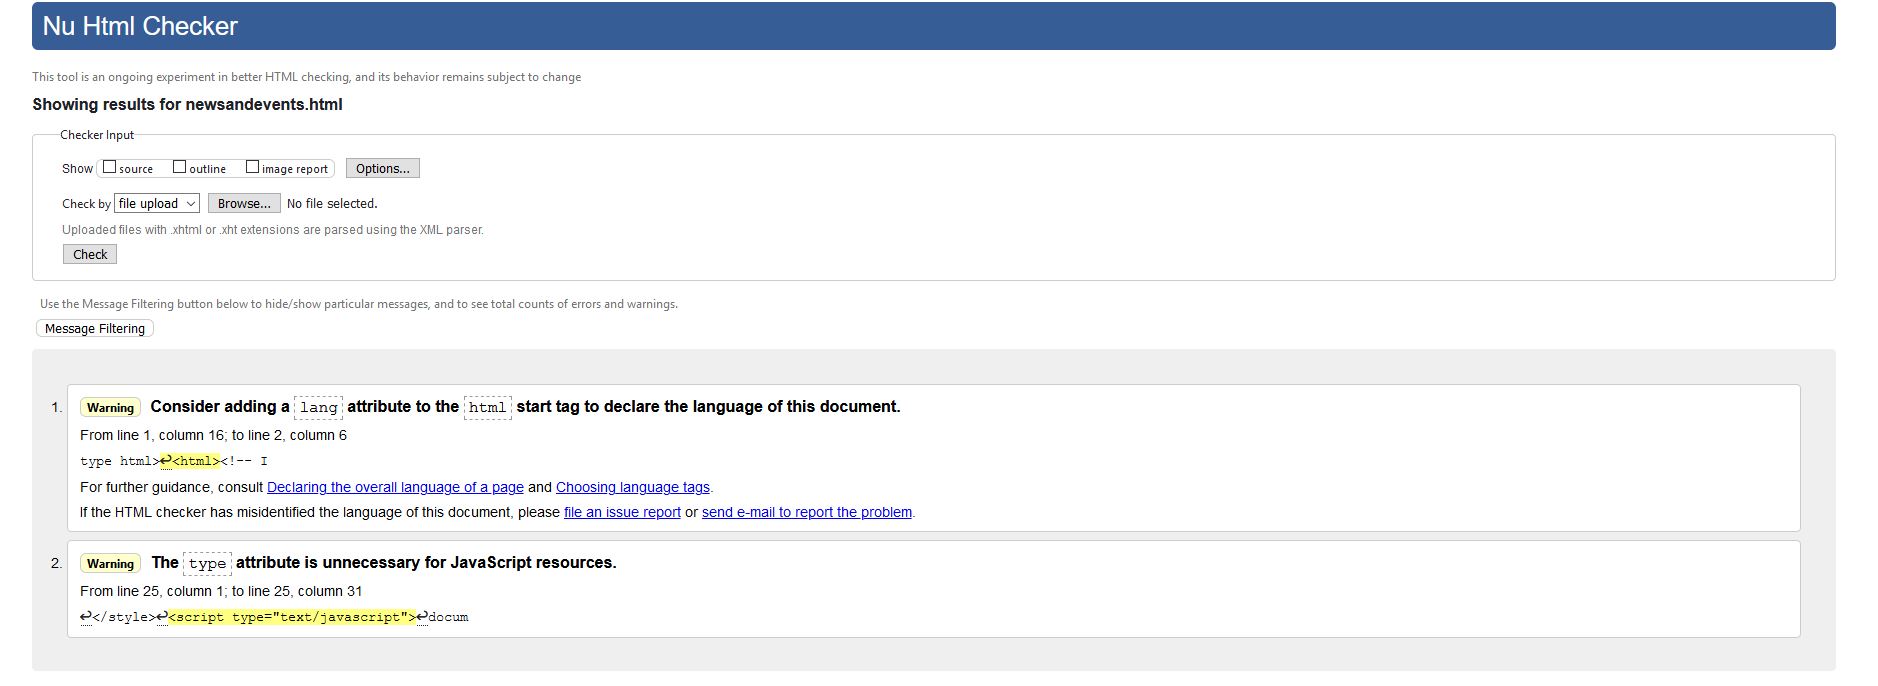 Nu Html Checker
This tool is an ongoing experiment in better HTML checking, and its behavior remains subject to change
Showing results for newsandevents.html
Checker Input
Show source outline image report Options...
Check by file upload Browse... No file selected.
Uploaded files with .xhtml or .xht extensions are parsed using the XML parser.
Check
Use the Message Filtering button below to hide/show particular messages, and to see total counts of errors and warnings.
Message Filtering
1. Warning Consider adding a lang attribute to the html start tag to declare the language of this document.
From line 1, column 16; to line 2, column 6
type html>↩<html><!-- I
For further guidance, consult Declaring the overall language of a page and Choosing language tags.
If the HTML checker has misidentified the language of this document, please file an issue report or send e-mail to report the problem.
2. Warning The type attribute is unnecessary for JavaScript resources.
From line 25, column 1; to line 25, column 31
↩</style>↩<script type="text/javascript">↩docum